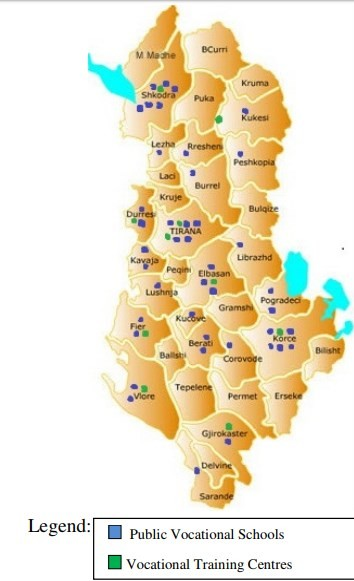 M Madhe
BCurri
Shkodra
Puka
Kruma
Kukesi
Lezha
Rresheni
Peshkopia
Laci
Burrel
Kruje
Durresi
Bulqize
TIRANA
Kavaja
Librazhd
Peqini
Elbasan
Lushnja
Pogradeci
Gramshi
Kucove
Fier
Berati
Korce
Ballshi
Corovode
Bilisht
Vlore
Tepelene
Permet
Erseke
Gjirokaster
Delvine
Sarande
Legend:
Public Vocational Schools
Vocational Training Centres